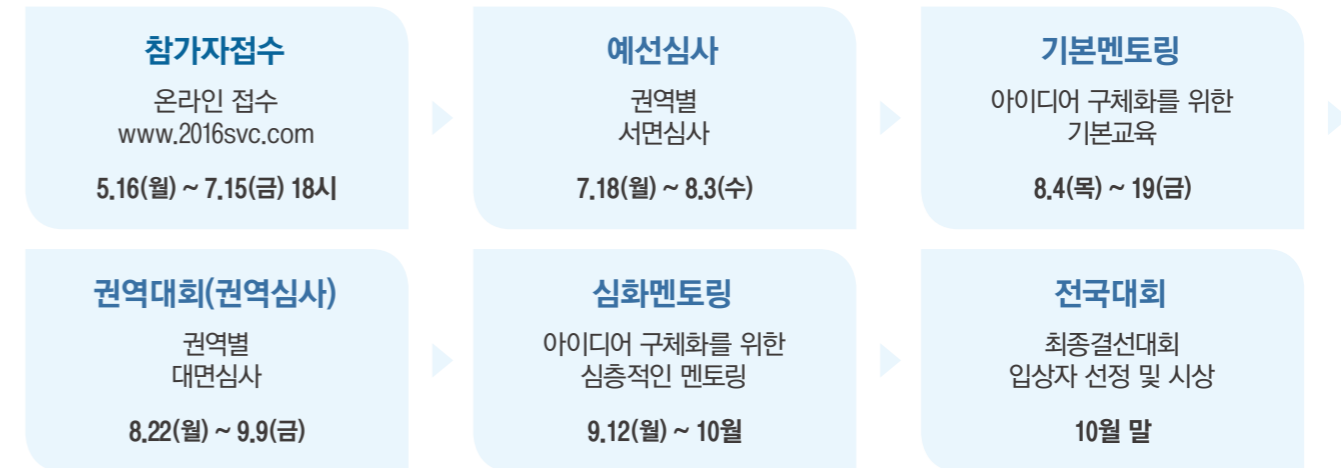 참가자접수
온라인 접수
www.2016svc.com
5.16(월) ~ 7.15(금) 18시
예선심사
권역별
서면심사
7.18(월) ~ 8.3(수)
기본멘토링
아이디어 구체화를 위한
기본교육
8.4(목) ~ 19(금)
권역대회(권역심사)
권역별
대면심사
8.22(월) ~ 9.9(금)
심화멘토링
아이디어 구체화를 위한
심층적인 멘토링
9.12(월) ~ 10월
전국대회
최종결선대회
입상자 선정 및 시상
10월 말